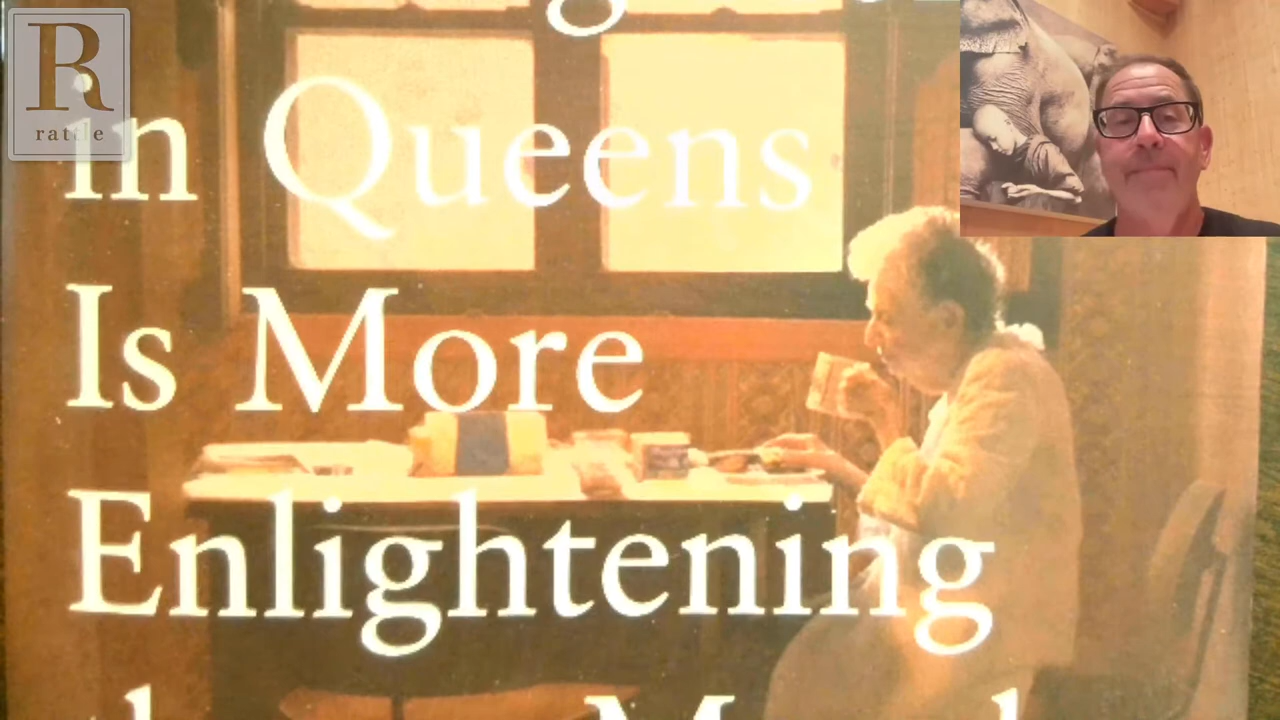 R
rattle
in Queens
Is More
Enlightening